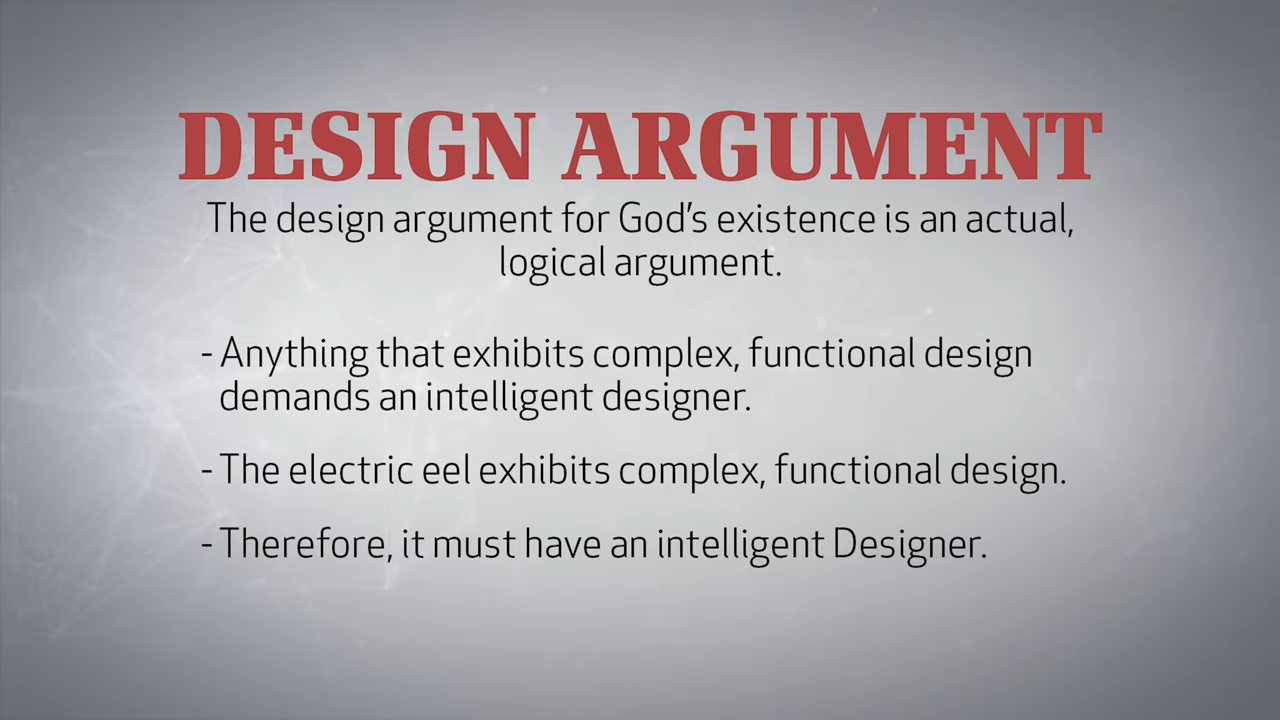 DESIGN ARGUMENT
The design argument for God’s existence is an actual,
logical argument.
- Anything that exhibits complex, functional design
demands an intelligent designer.
- The electric eel exhibits complex, functional design.
- Therefore, it must have an intelligent Designer.